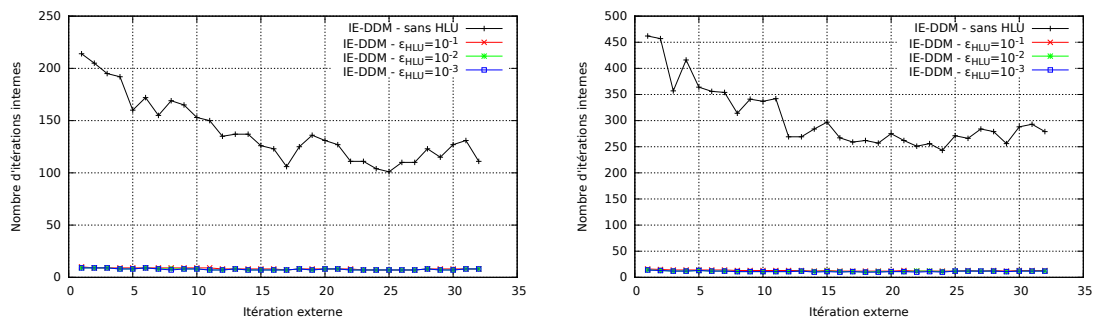 250
200
150
100
50
0
0 5 10 15 20 25 30 35
Nombre d'itérations internes
Itération externe
IE-DDM - sans HLU
IE-DDM - εHLU=10-1
IE-DDM - εHLU=10-2
IE-DDM - εHLU=10-3
500
450
400
350
300
250
200
150
100
50
0
0 5 10 15 20 25 30 35
Nombre d'itérations internes
Itération externe
IE-DDM - sans HLU
IE-DDM - εHLU=10-1
IE-DDM - εHLU=10-2
IE-DDM - εHLU=10-3